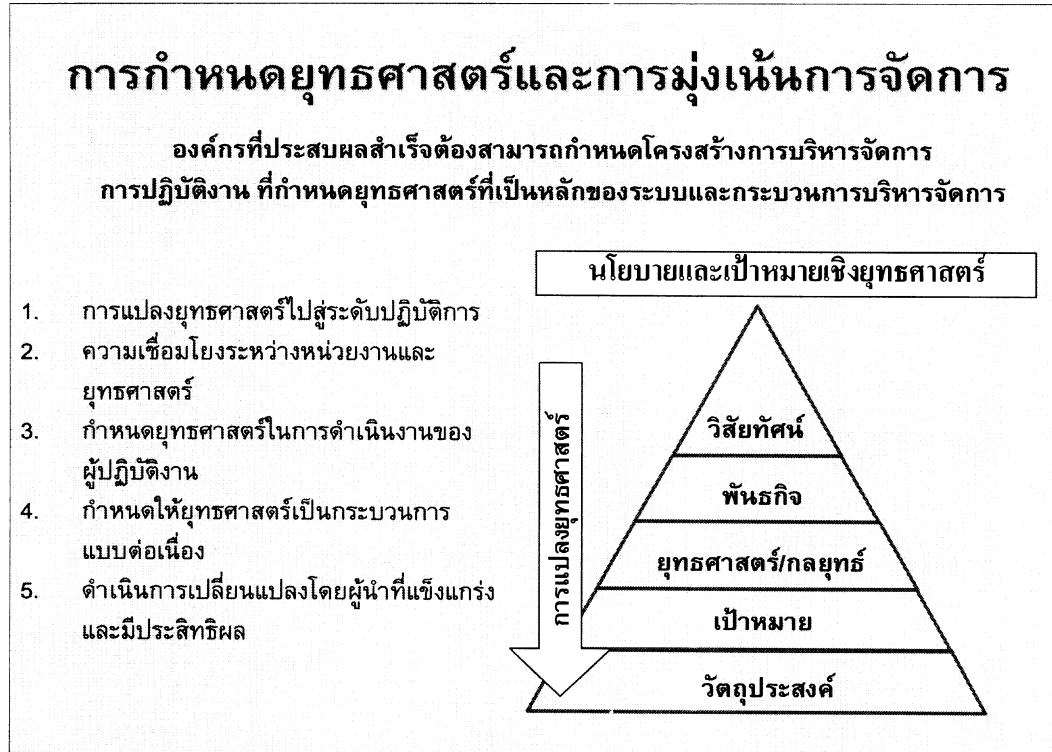 การกำหนดยุทธศาสตร์และการมุ่งเน้นการจัดการ
องค์กรที่ประสบผลสำเร็จต้องสามารถกำหนดโครงสร้างการบริหารจัดการ
การปฏิบัติงาน ที่กำหนดยุทธศาสตร์ที่เป็นหลักของระบบและกระบวนการบริหารจัดการ
1. การแปลงยุทธศาสตร์ไปสู่ระดับปฏิบัติการ
2. ความเชื่อมโยงระหว่างหน่วยงานและ
ยุทธศาสตร์
3. กำหนดยุทธศาสตร์ในการดำเนินงานของ
ผู้ปฏิบัติงาน
4. กำหนดให้ยุทธศาสตร์เป็นกระบวนการ
แบบต่อเนื่อง
5. ดำเนินการเปลี่ยนแปลงโดยผู้นำที่แข็งแกร่ง
และมีประสิทธิผล
นโยบายและเป้าหมายเชิงยุทธศาสตร์
การแปลงยุทธศาสตร์
วิสัยทัศน์
พันธกิจ
ยุทธศาสตร์/กลยุทธ์
เป้าหมาย
วัตถุประสงค์